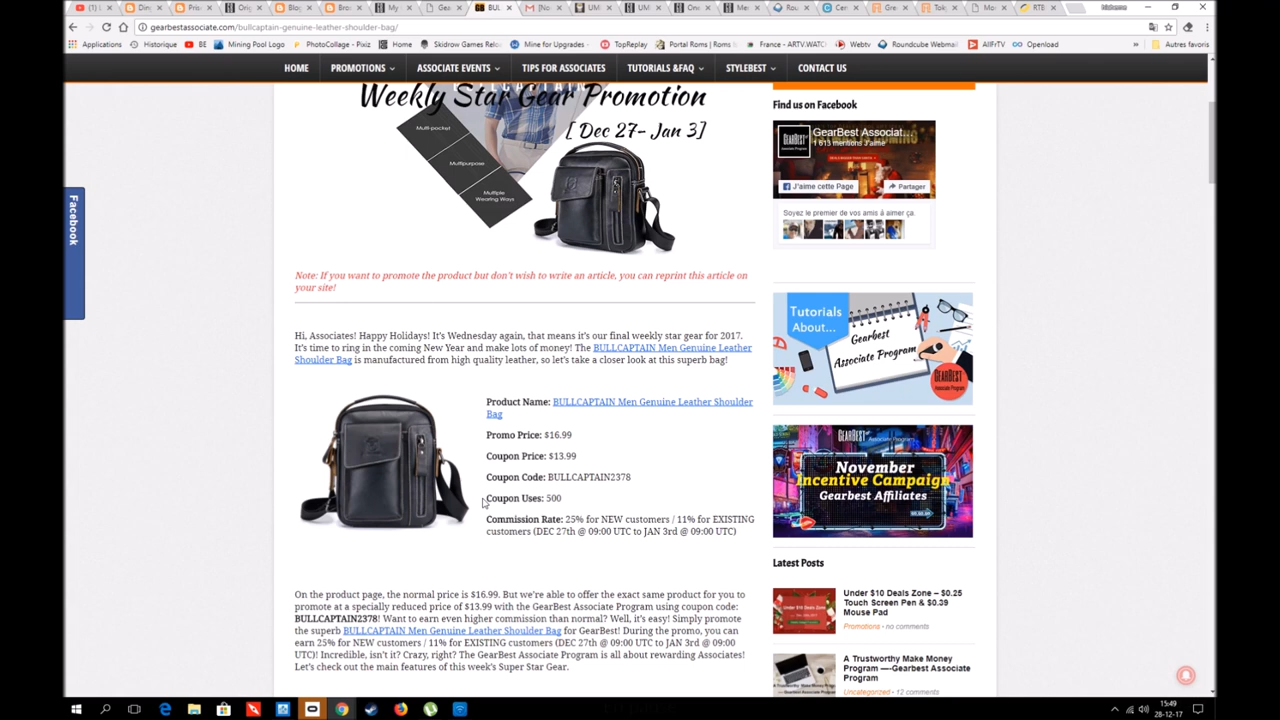 BUL
gearbestassociate.com/bullcaptain-genuine-leather-shoulder-bag/
Applications
Historique
BE
Mining Pool Logo
PhotoCollage - Pixiz
Home
Skidrow Games Relo
Mine for Upgrades -
TopReplay
Portal Roms | Roms
France - ARTV.WATCH
Webtv
Roundcube Webmail
AllFrTV
Openload
Autres favoris
HOME
PROMOTIONS
ASSOCIATE EVENTS
TIPS FOR ASSOCIATES
TUTORIALS &FAQ
STYLEBEST
CONTACT US
Weekly Star Gear Promotion
[ Dec 27- Jan 3]
Multi-pocket
Multipurpose
Multiple
Wearing Ways
Note: If you want to promote the product but don't wish to write an article, you can reprint this article on
your site!
Hi, Associates! Happy Holidays! It's Wednesday again, that means it's our final weekly star gear for 2017.
It's time to ring in the coming New Year and make lots of money! The BULLCAPTAIN Men Genuine Leather
Shoulder Bag is manufactured from high quality leather, so let's take a closer look at this superb bag!
Product Name: BULLCAPTAIN Men Genuine Leather Shoulder
Bag
Promo Price: $16.99
Coupon Price: $13.99
Coupon Code: BULLCAPTAIN2378
Coupon Uses: 500
Commission Rate: 25% for NEW customers / 11% for EXISTING
customers (DEC 27th @ 09:00 UTC to JAN 3rd @ 09:00 UTC)
On the product page, the normal price is $16.99. But we're able to offer the exact same product for you to
promote at a specially reduced price of $13.99 with the GearBest Associate Program using coupon code:
BULLCAPTAIN2378! Want to earn even higher commission than normal? Well, it's easy! Simply promote
the superb BULLCAPTAIN Men Genuine Leather Shoulder Bag for GearBest! During the promo, you can
earn 25% for NEW customers / 11% for EXISTING customers (DEC 27th @ 09:00 UTC to JAN 3rd @ 09:00
UTC)! Incredible, isn't it? Crazy, right? The GearBest Associate Program is all about rewarding Associates!
Let's check out the main features of this week's Super Star Gear.
Facebook
Find us on Facebook
GearBest Associat...
1 613 mentions J'aime
J'aime cette Page
Partager
Soyez le premier de vos amis à aimer ça.
Tutorials
About...
Gearbest
Associate Program
GEARBEST
GEARBEST Associate Program
November
Incentive Campaign
Gearbest Affiliates
Latest Posts
Under $10 Deals Zone – $0.25
Touch Screen Pen & $0.39
Mouse Pad
Promotions - no comments
A Trustworthy Make Money
Program —-Gearbest Associate
Program
Uncategorized - 12 comments
15:49
28-12-17